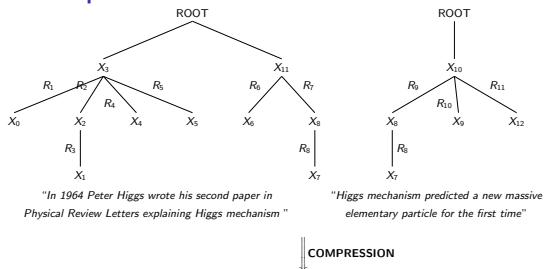 ROOT ROOT
X₃ X₁₁ X₁₀
R₁ R₂ R₄ R₅ R₆ R₇ R₉ R₁₀ R₁₁
X₀ X₂ X₄ X₅ X₆ X₈ X₈ X₉ X₁₂
R₃ R₈ R₈
X₁ X₇ X₇
“In 1964 Peter Higgs wrote his second paper in
Physical Review Letters explaining Higgs mechanism ”
“Higgs mechanism predicted a new massive
elementary particle for the first time”
COMPRESSION